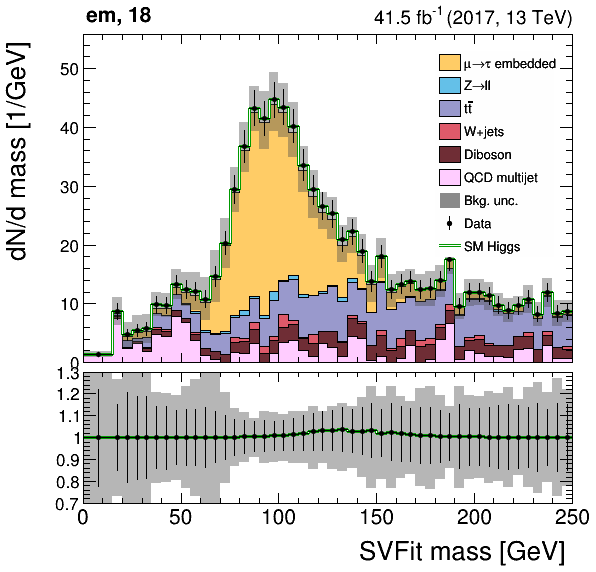 em, 18
41.5 fb⁻¹ (2017, 13 TeV)
dN/d mass [1/GeV]
50
40
30
20
10
0
μ→τ embedded
Z→ll
tt̄
W+jets
Diboson
QCD multijet
Bkg. unc.
Data
SM Higgs
1.3
1.2
1.1
1
0.9
0.8
0.7
0 50 100 150 200 250
SVFit mass [GeV]